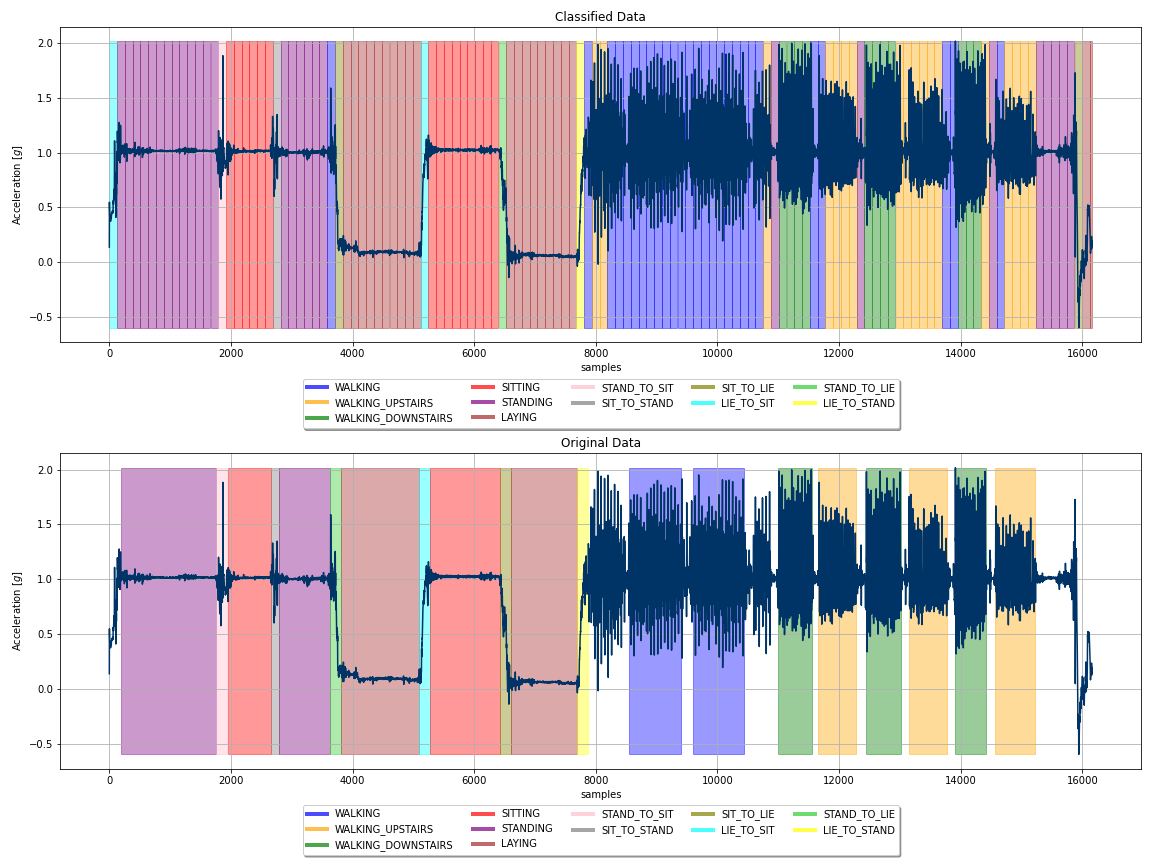 Classified Data
2.0
1.5
1.0
0.5
0.0
−0.5
Acceleration [g]
0 2000 4000 6000 8000 10000 12000 14000 16000
samples
WALKING SITTING STAND_TO_SIT SIT_TO_LIE STAND_TO_LIE
WALKING_UPSTAIRS STANDING SIT_TO_STAND LIE_TO_SIT LIE_TO_STAND
WALKING_DOWNSTAIRS LAYING
Original Data
2.0
1.5
1.0
0.5
0.0
−0.5
Acceleration [g]
0 2000 4000 6000 8000 10000 12000 14000 16000
samples
WALKING SITTING STAND_TO_SIT SIT_TO_LIE STAND_TO_LIE
WALKING_UPSTAIRS STANDING SIT_TO_STAND LIE_TO_SIT LIE_TO_STAND
WALKING_DOWNSTAIRS LAYING